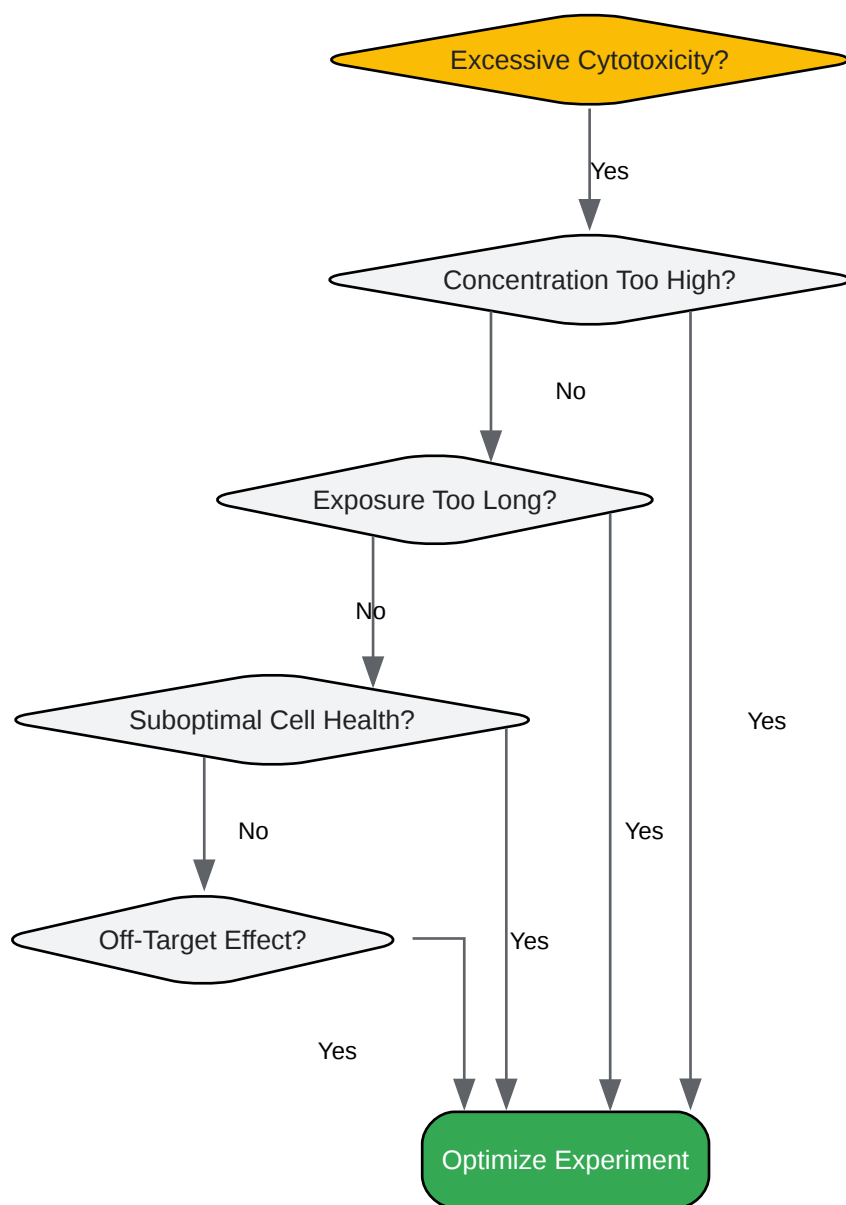 Excessive Cytotoxicity?
Yes
Concentration Too High?
No
Exposure Too Long?
No
Suboptimal Cell Health?
Yes
No
Yes
Off-Target Effect?
Yes
Yes
Optimize Experiment